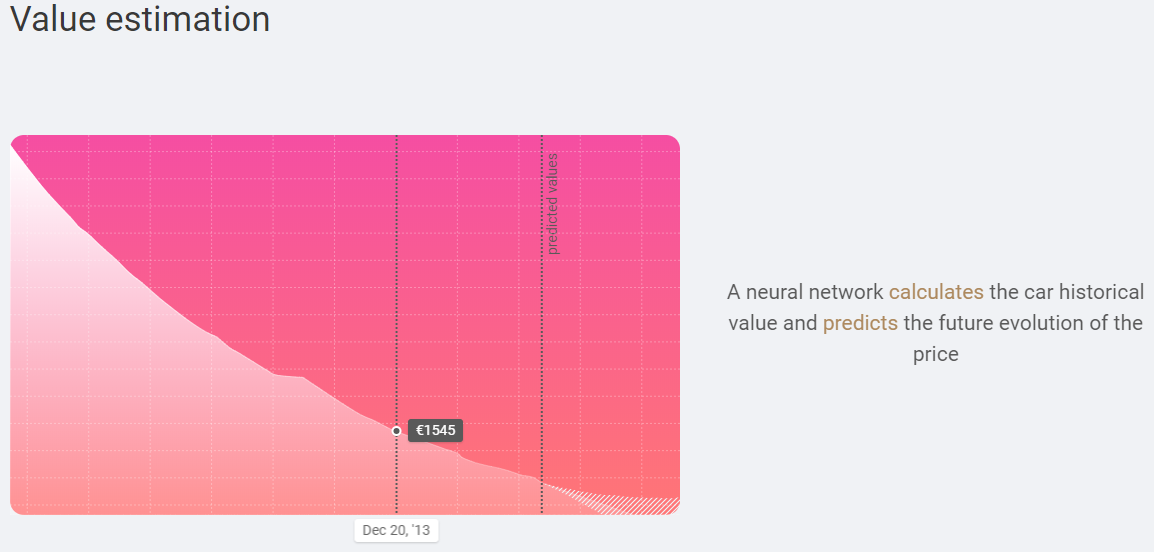 Value estimation
predicted values
€1545
Dec 20, '13
A neural network calculates the car historical
value and predicts the future evolution of the
price